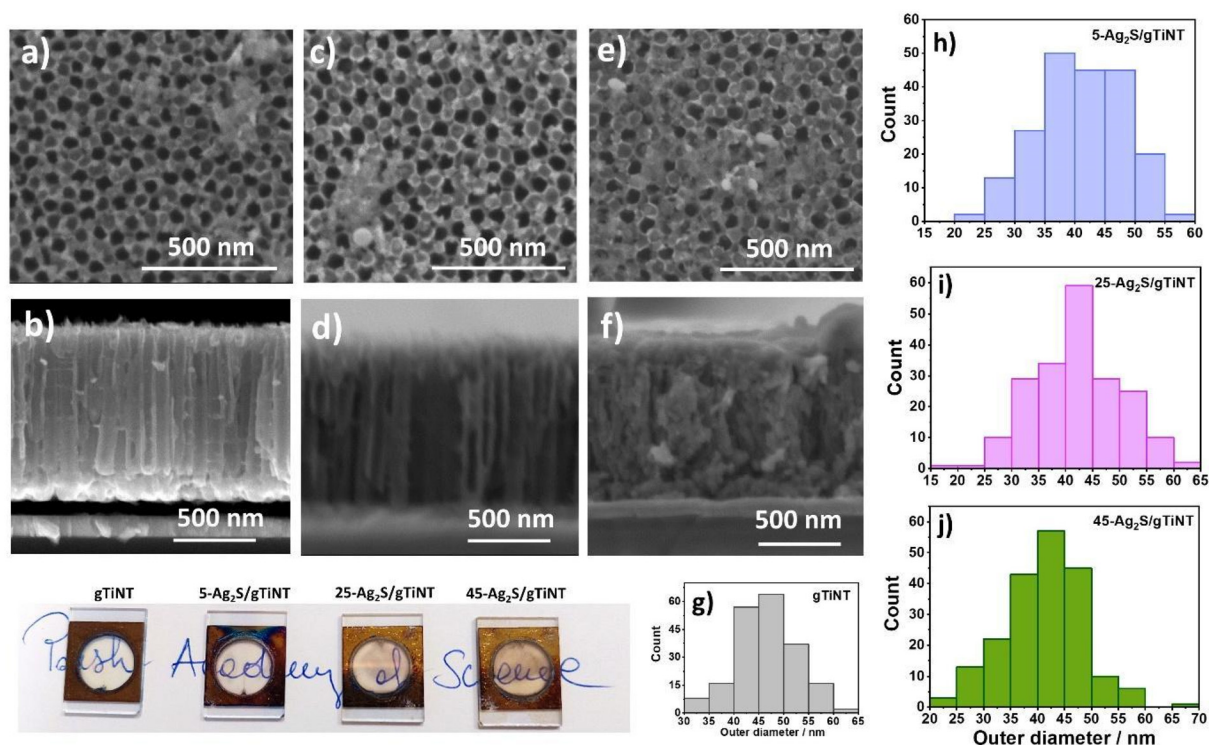 a)
500 nm
c)
500 nm
e)
500 nm
b)
500 nm
d)
500 nm
f)
500 nm
gTiNT
5-Ag₂S/gTiNT
25-Ag₂S/gTiNT
45-Ag₂S/gTiNT
Academy of Science
g)
gTiNT
Count
60
45
30
15
0
30 35 40 45 50 55 60 65
Outer diameter / nm
h)
5-Ag₂S/gTiNT
Count
60
50
40
30
20
10
0
15 20 25 30 35 40 45 50 55 60
i)
25-Ag₂S/gTiNT
Count
60
50
40
30
20
10
0
15 20 25 30 35 40 45 50 55 60 65
j)
45-Ag₂S/gTiNT
Count
60
50
40
30
20
10
0
20 25 30 35 40 45 50 55 60 65 70
Outer diameter / nm